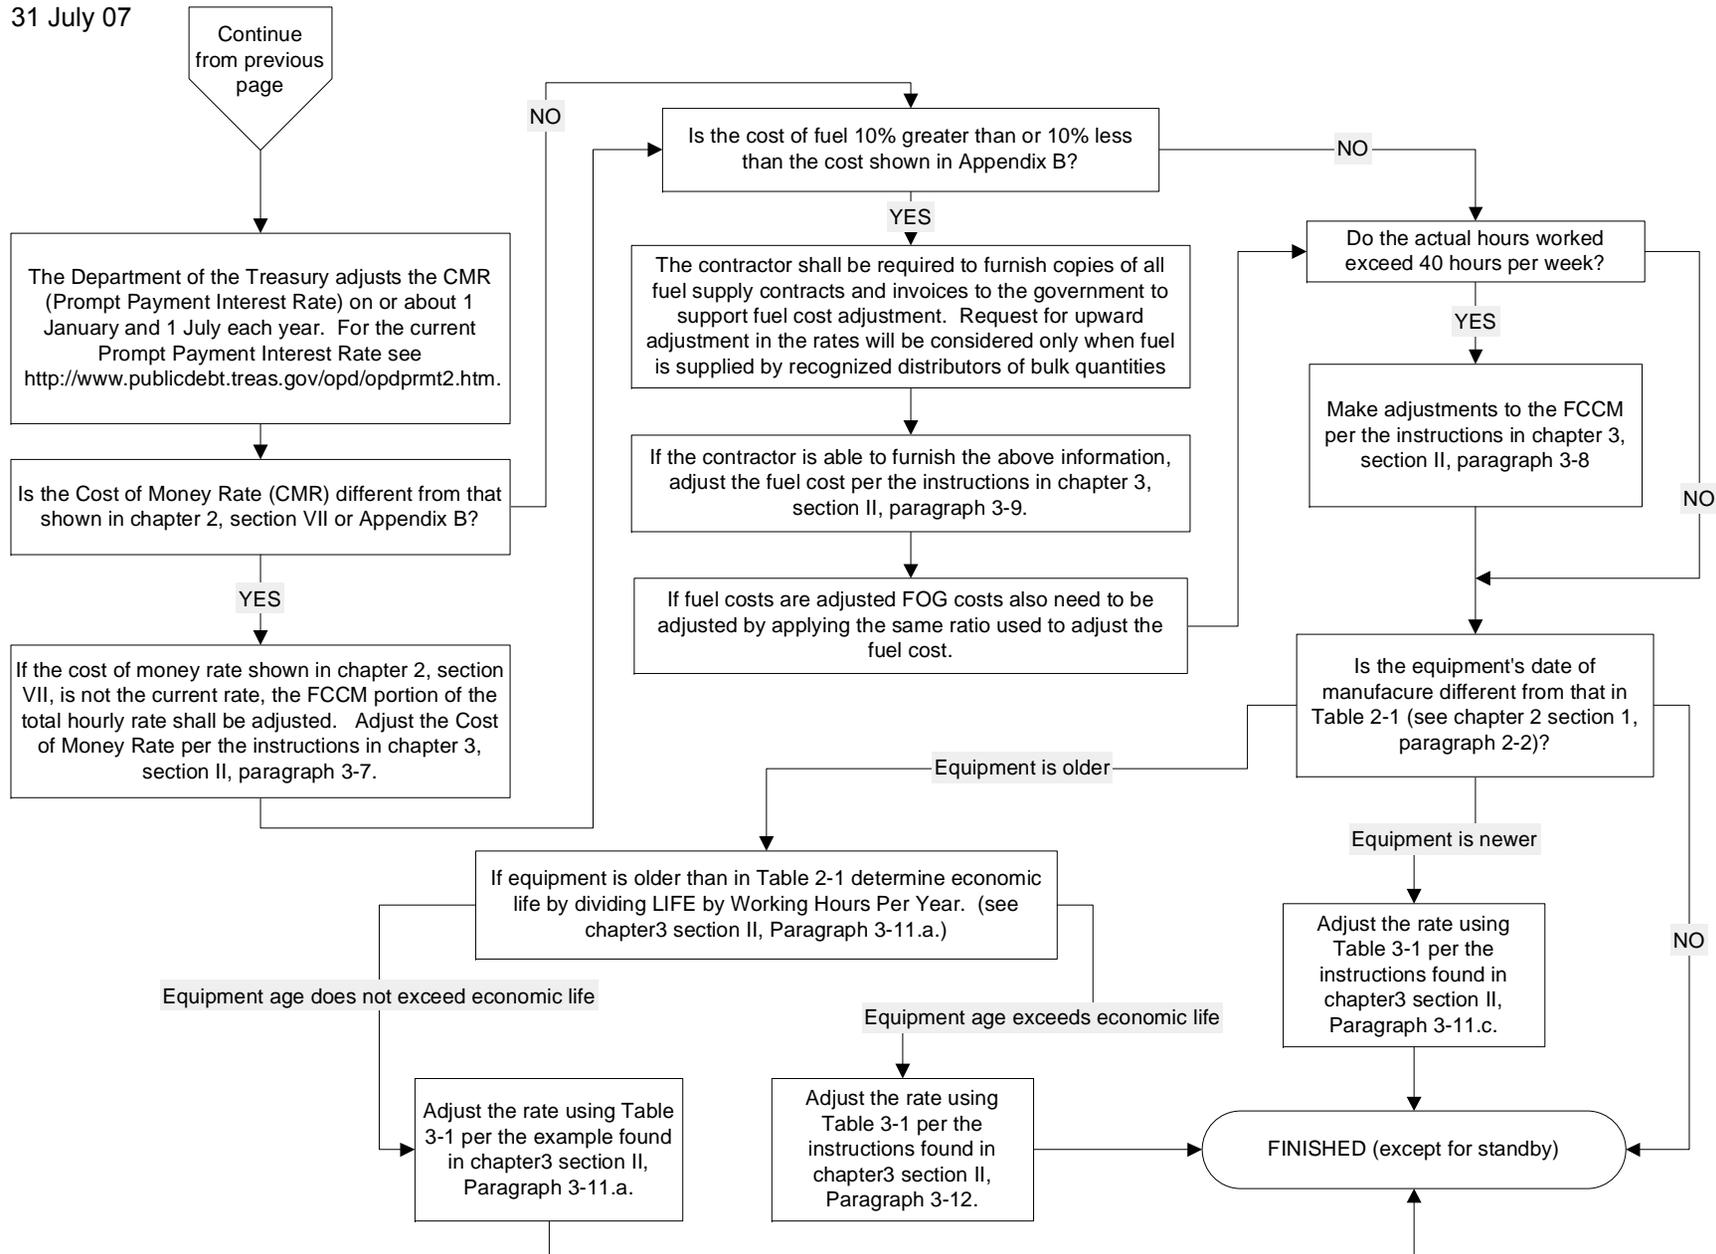 31 July 07
Continue
from previous
page
The Department of the Treasury adjusts the CMR
(Prompt Payment Interest Rate) on or about 1
January and 1 July each year.  For the current
Prompt Payment Interest Rate see
http://www.publicdebt.treas.gov/opd/opdprmt2.htm.
Is the Cost of Money Rate (CMR) different from that
shown in chapter 2, section VII or Appendix B?
NO
YES
If the cost of money rate shown in chapter 2, section
VII, is not the current rate, the FCCM portion of the
total hourly rate shall be adjusted.   Adjust the Cost
of Money Rate per the instructions in chapter 3,
section II, paragraph 3-7.
Is the cost of fuel 10% greater than or 10% less
than the cost shown in Appendix B?
NO
YES
The contractor shall be required to furnish copies of all
fuel supply contracts and invoices to the government to
support fuel cost adjustment.  Request for upward
adjustment in the rates will be considered only when fuel
is supplied by recognized distributors of bulk quantities
If the contractor is able to furnish the above information,
adjust the fuel cost per the instructions in chapter 3,
section II, paragraph 3-9.
If fuel costs are adjusted FOG costs also need to be
adjusted by applying the same ratio used to adjust the
fuel cost.
Do the actual hours worked
exceed 40 hours per week?
YES
NO
Make adjustments to the FCCM
per the instructions in chapter 3,
section II, paragraph 3-8
Is the equipment's date of
manufacure different from that in
Table 2-1 (see chapter 2 section 1,
paragraph 2-2)?
Equipment is older
Equipment is newer
NO
If equipment is older than in Table 2-1 determine economic
life by dividing LIFE by Working Hours Per Year.  (see
chapter3 section II, Paragraph 3-11.a.)
Equipment age does not exceed economic life
Equipment age exceeds economic life
Adjust the rate using Table
3-1 per the example found
in chapter3 section II,
Paragraph 3-11.a.
Adjust the rate using
Table 3-1 per the
instructions found in
chapter3 section II,
Paragraph 3-12.
Adjust the rate using
Table 3-1 per the
instructions found in
chapter3 section II,
Paragraph 3-11.c.
FINISHED (except for standby)